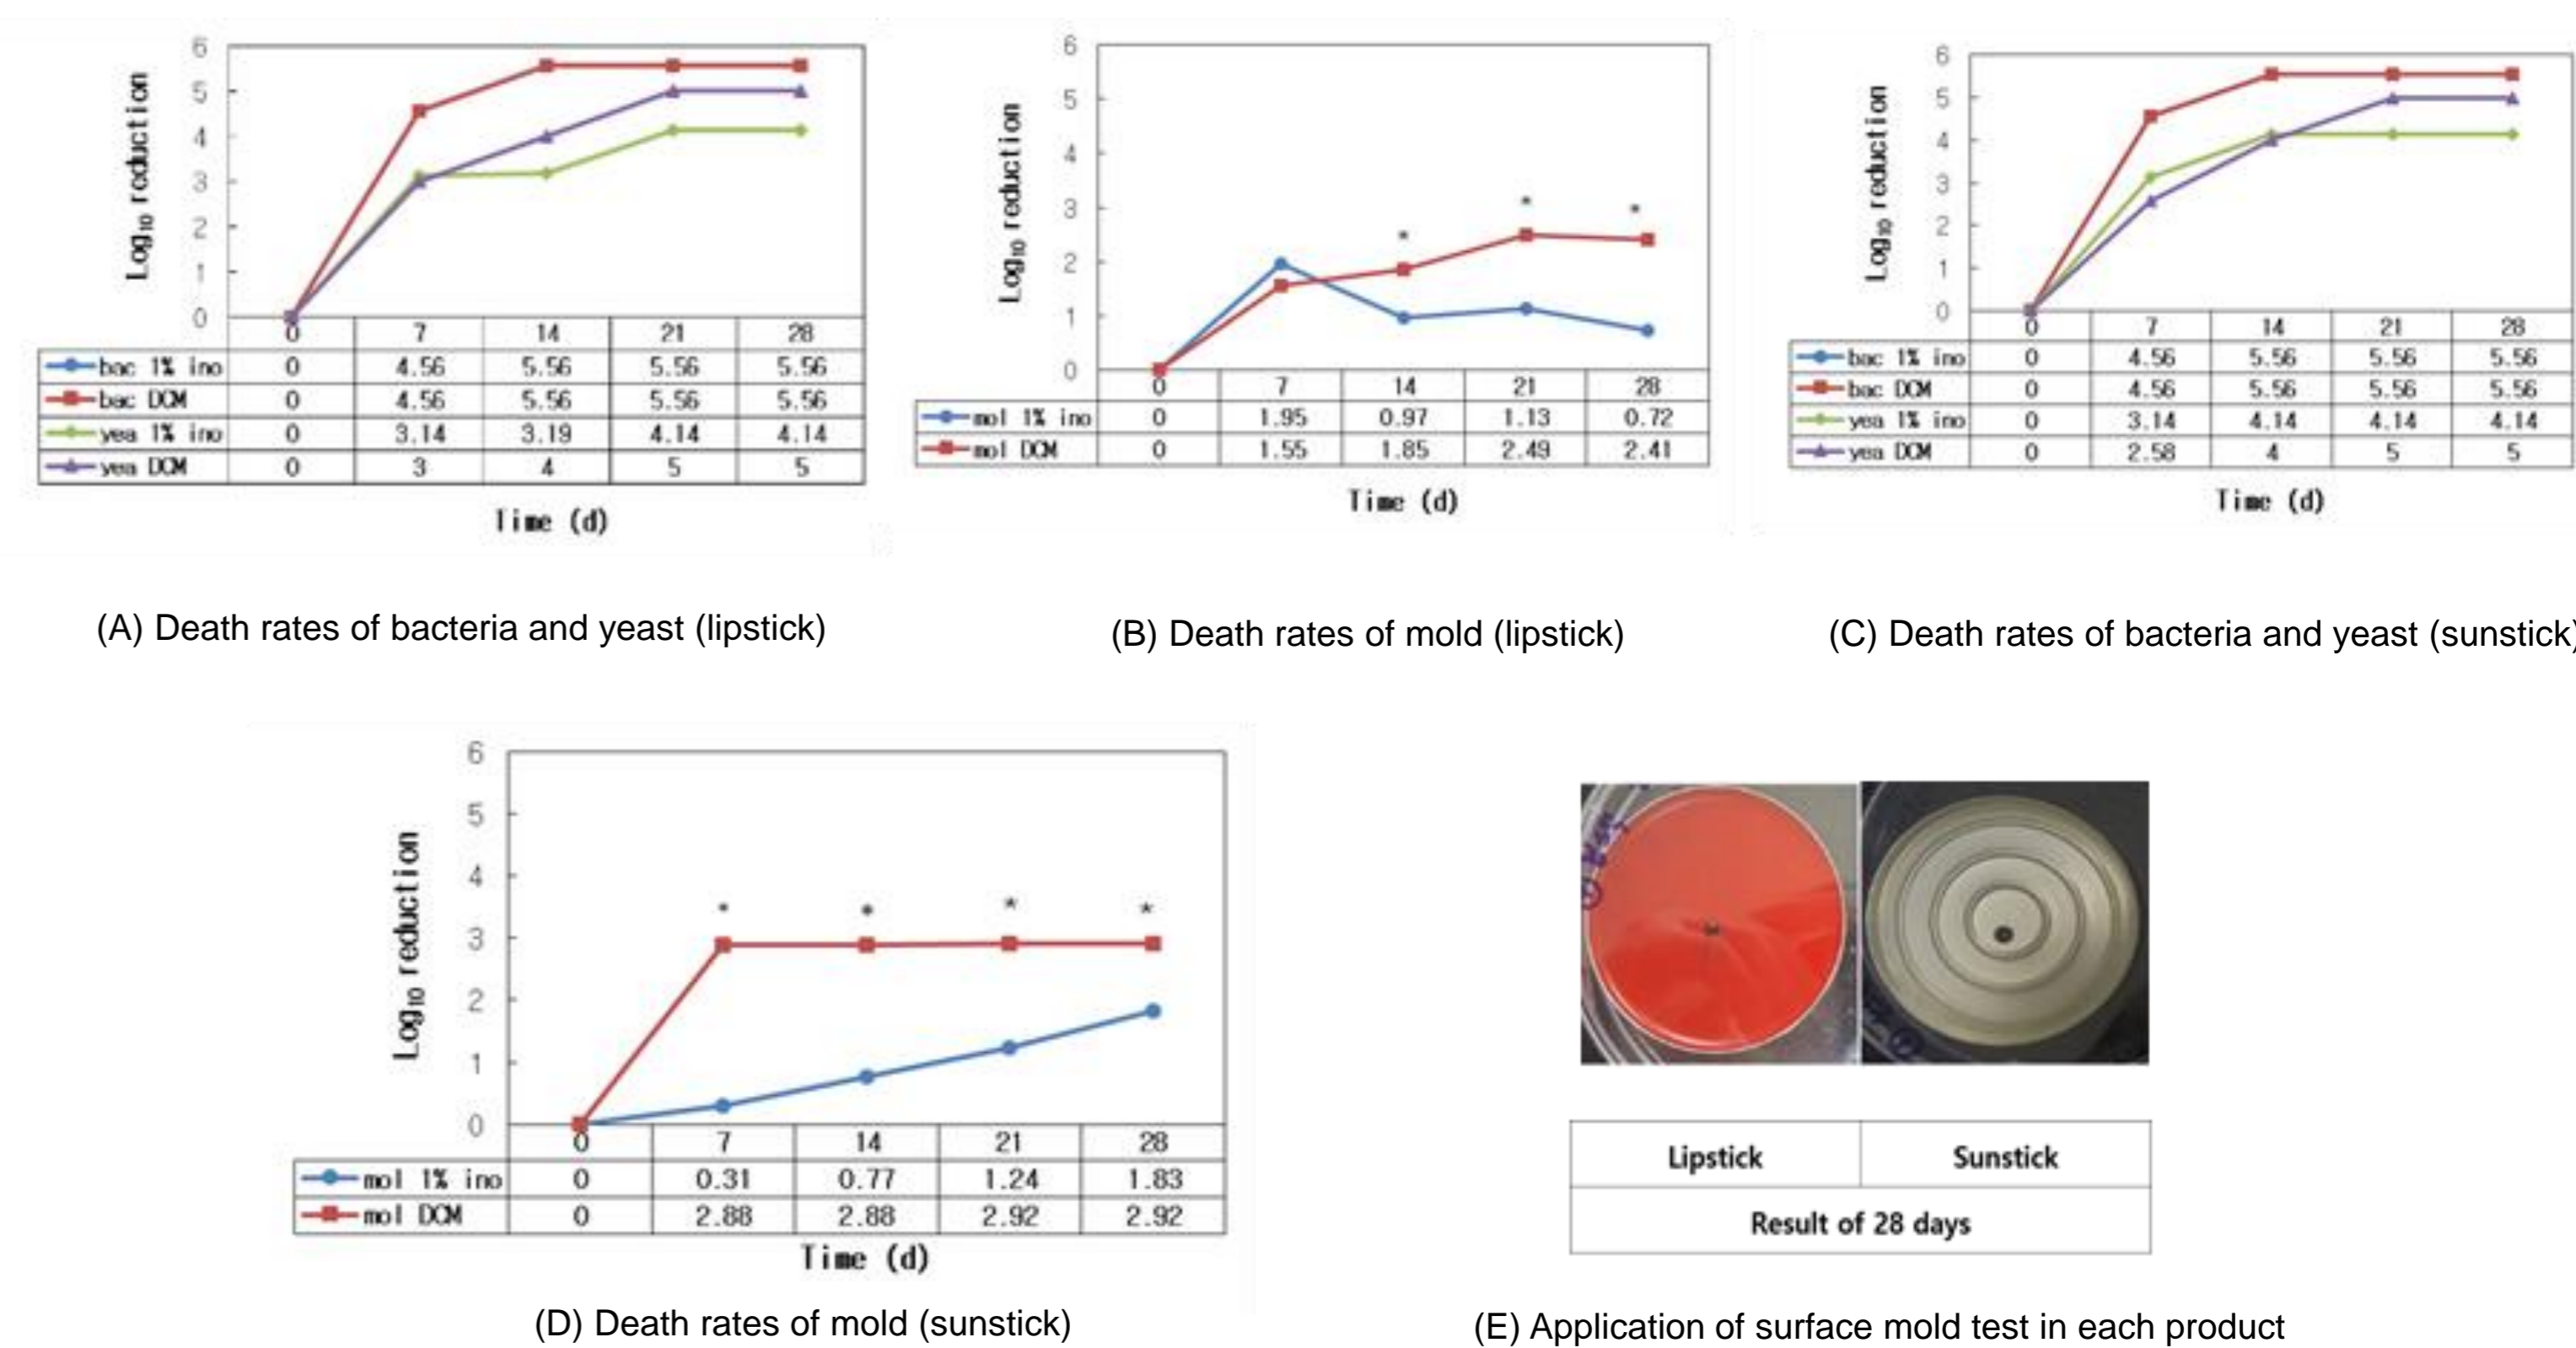 6
5
4
3
2
1
0
Log10 reduction
0 7 14 21 28
bac 1% ino 0 4.56 5.56 5.56 5.56
bac DCM 0 4.56 5.56 5.56 5.56
yea 1% ino 0 3.14 3.19 4.14 4.14
yea DCM 0 3 4 5 5
Time (d)
(A) Death rates of bacteria and yeast (lipstick)
6
5
4
3
2
1
0
Log10 reduction
* * *
0 7 14 21 28
mol 1% ino 0 1.95 0.97 1.13 0.72
mol DCM 0 1.55 1.85 2.49 2.41
Time (d)
(B) Death rates of mold (lipstick)
6
5
4
3
2
1
0
Log10 reduction
0 7 14 21 28
bac 1% ino 0 4.56 5.56 5.56 5.56
bac DCM 0 4.56 5.56 5.56 5.56
yea 1% ino 0 3.14 4.14 4.14 4.14
yea DCM 0 2.58 4 5 5
Time (d)
(C) Death rates of bacteria and yeast (sunstick)
6
5
4
3
2
1
0
Log10 reduction
* * * *
0 7 14 21 28
mol 1% ino 0 0.31 0.77 1.24 1.83
mol DCM 0 2.88 2.88 2.92 2.92
Time (d)
(D) Death rates of mold (sunstick)
Lipstick Sunstick
Result of 28 days
(E) Application of surface mold test in each product